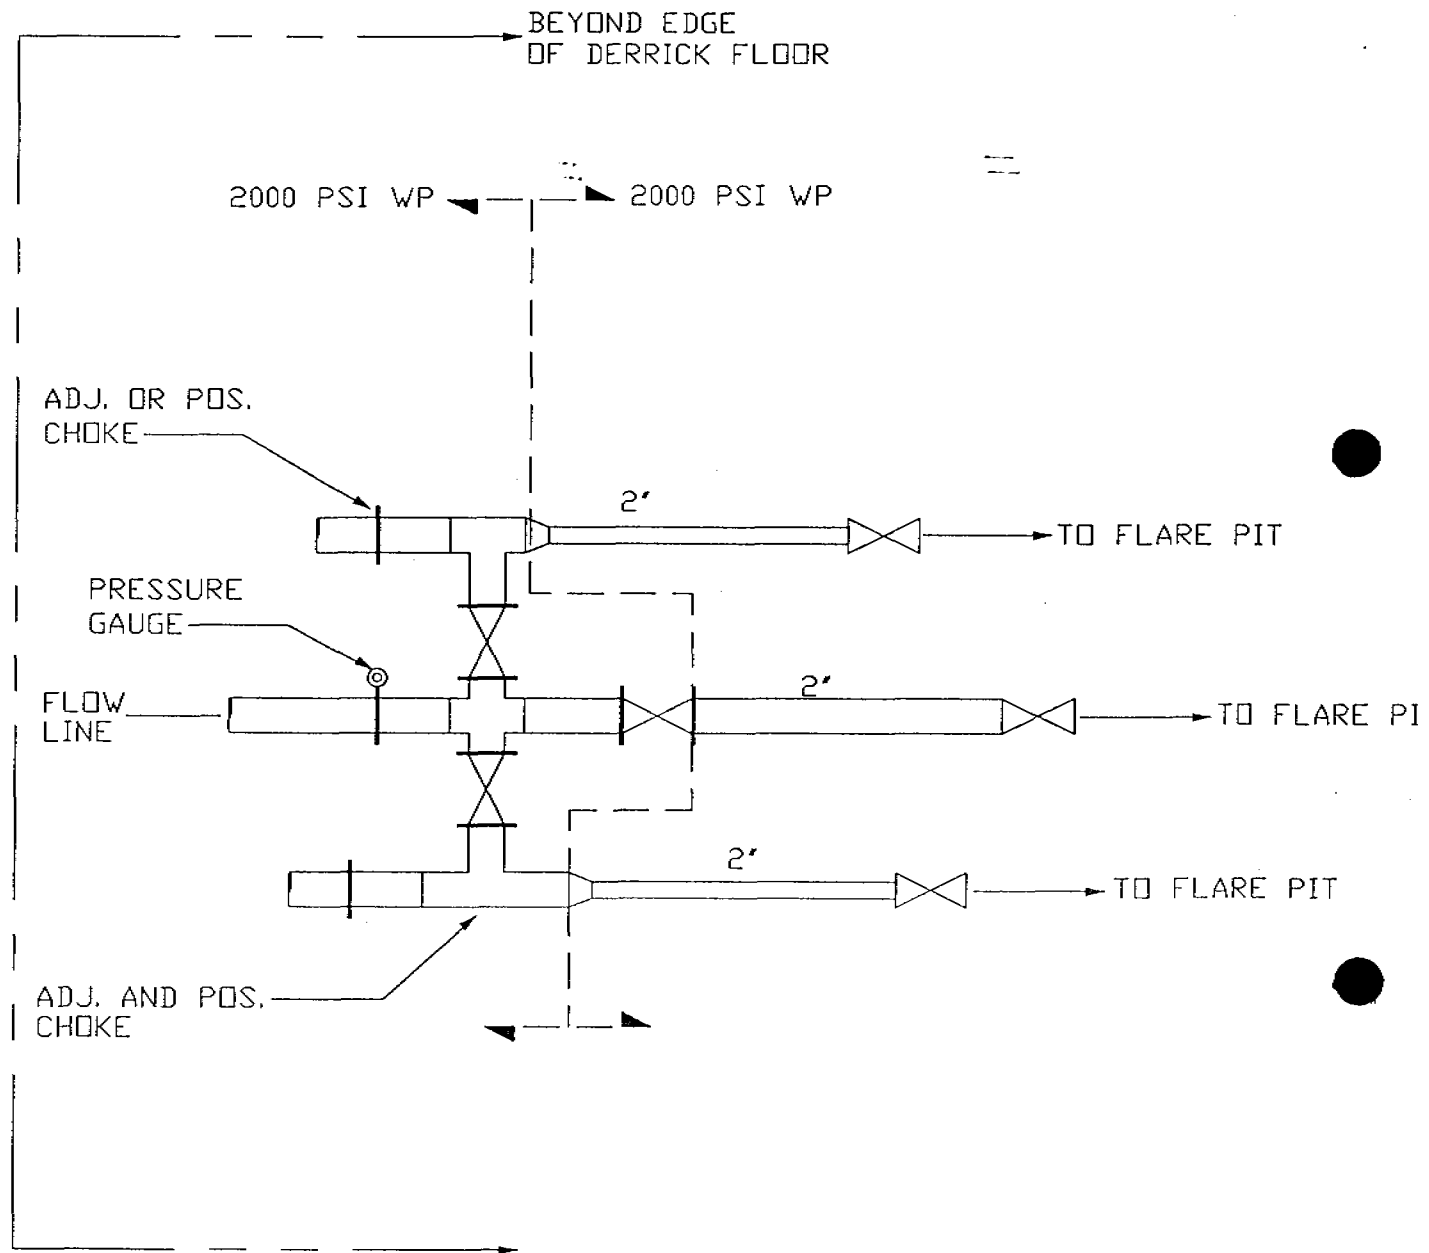 BEYOND EDGE
OF DERRICK FLOOR
2000 PSI WP
2000 PSI WP
ADJ. OR POS.
CHOKE
2"
TO FLARE PIT
PRESSURE
GAUGE
FLOW
LINE
2"
TO FLARE PI
2"
TO FLARE PIT
ADJ. AND POS.
CHOKE